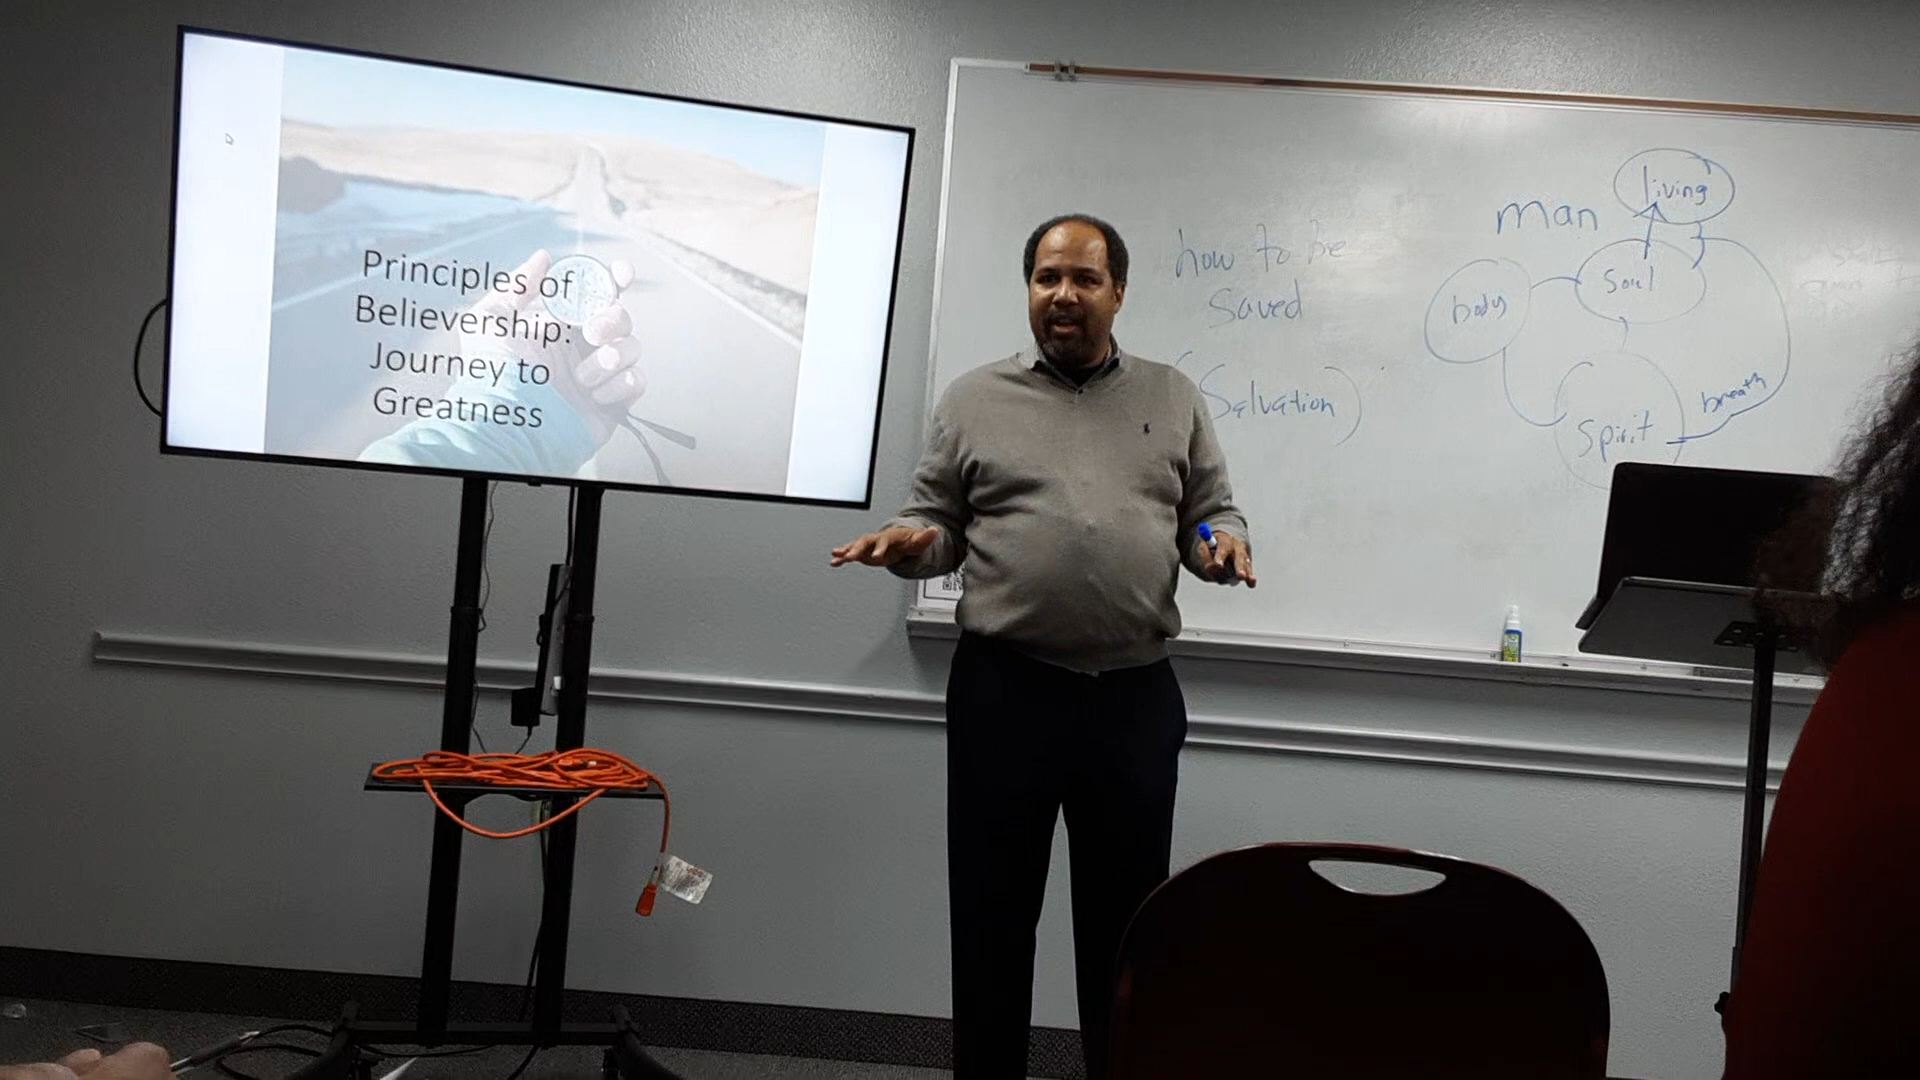 Principles of
Believership:
Journey to
Greatness
how to be
Saved
(Salvation)
man
living
soul
body
breath
Spirit